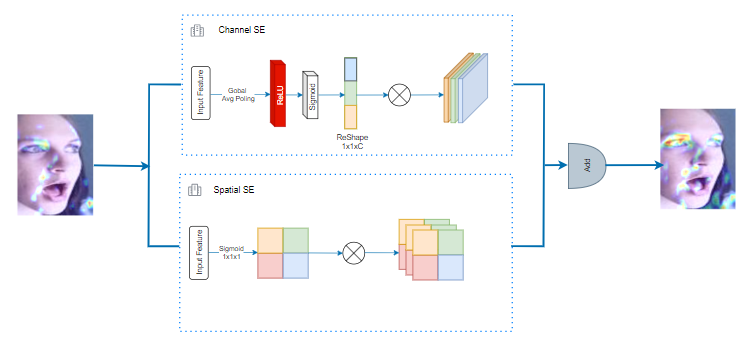 Channel SE
Input Feature
Gobal
Avg Poling
ReLU
Sigmoid
ReShape
1x1xC
Add
Spatial SE
Input Feature
Sigmoid
1x1x1